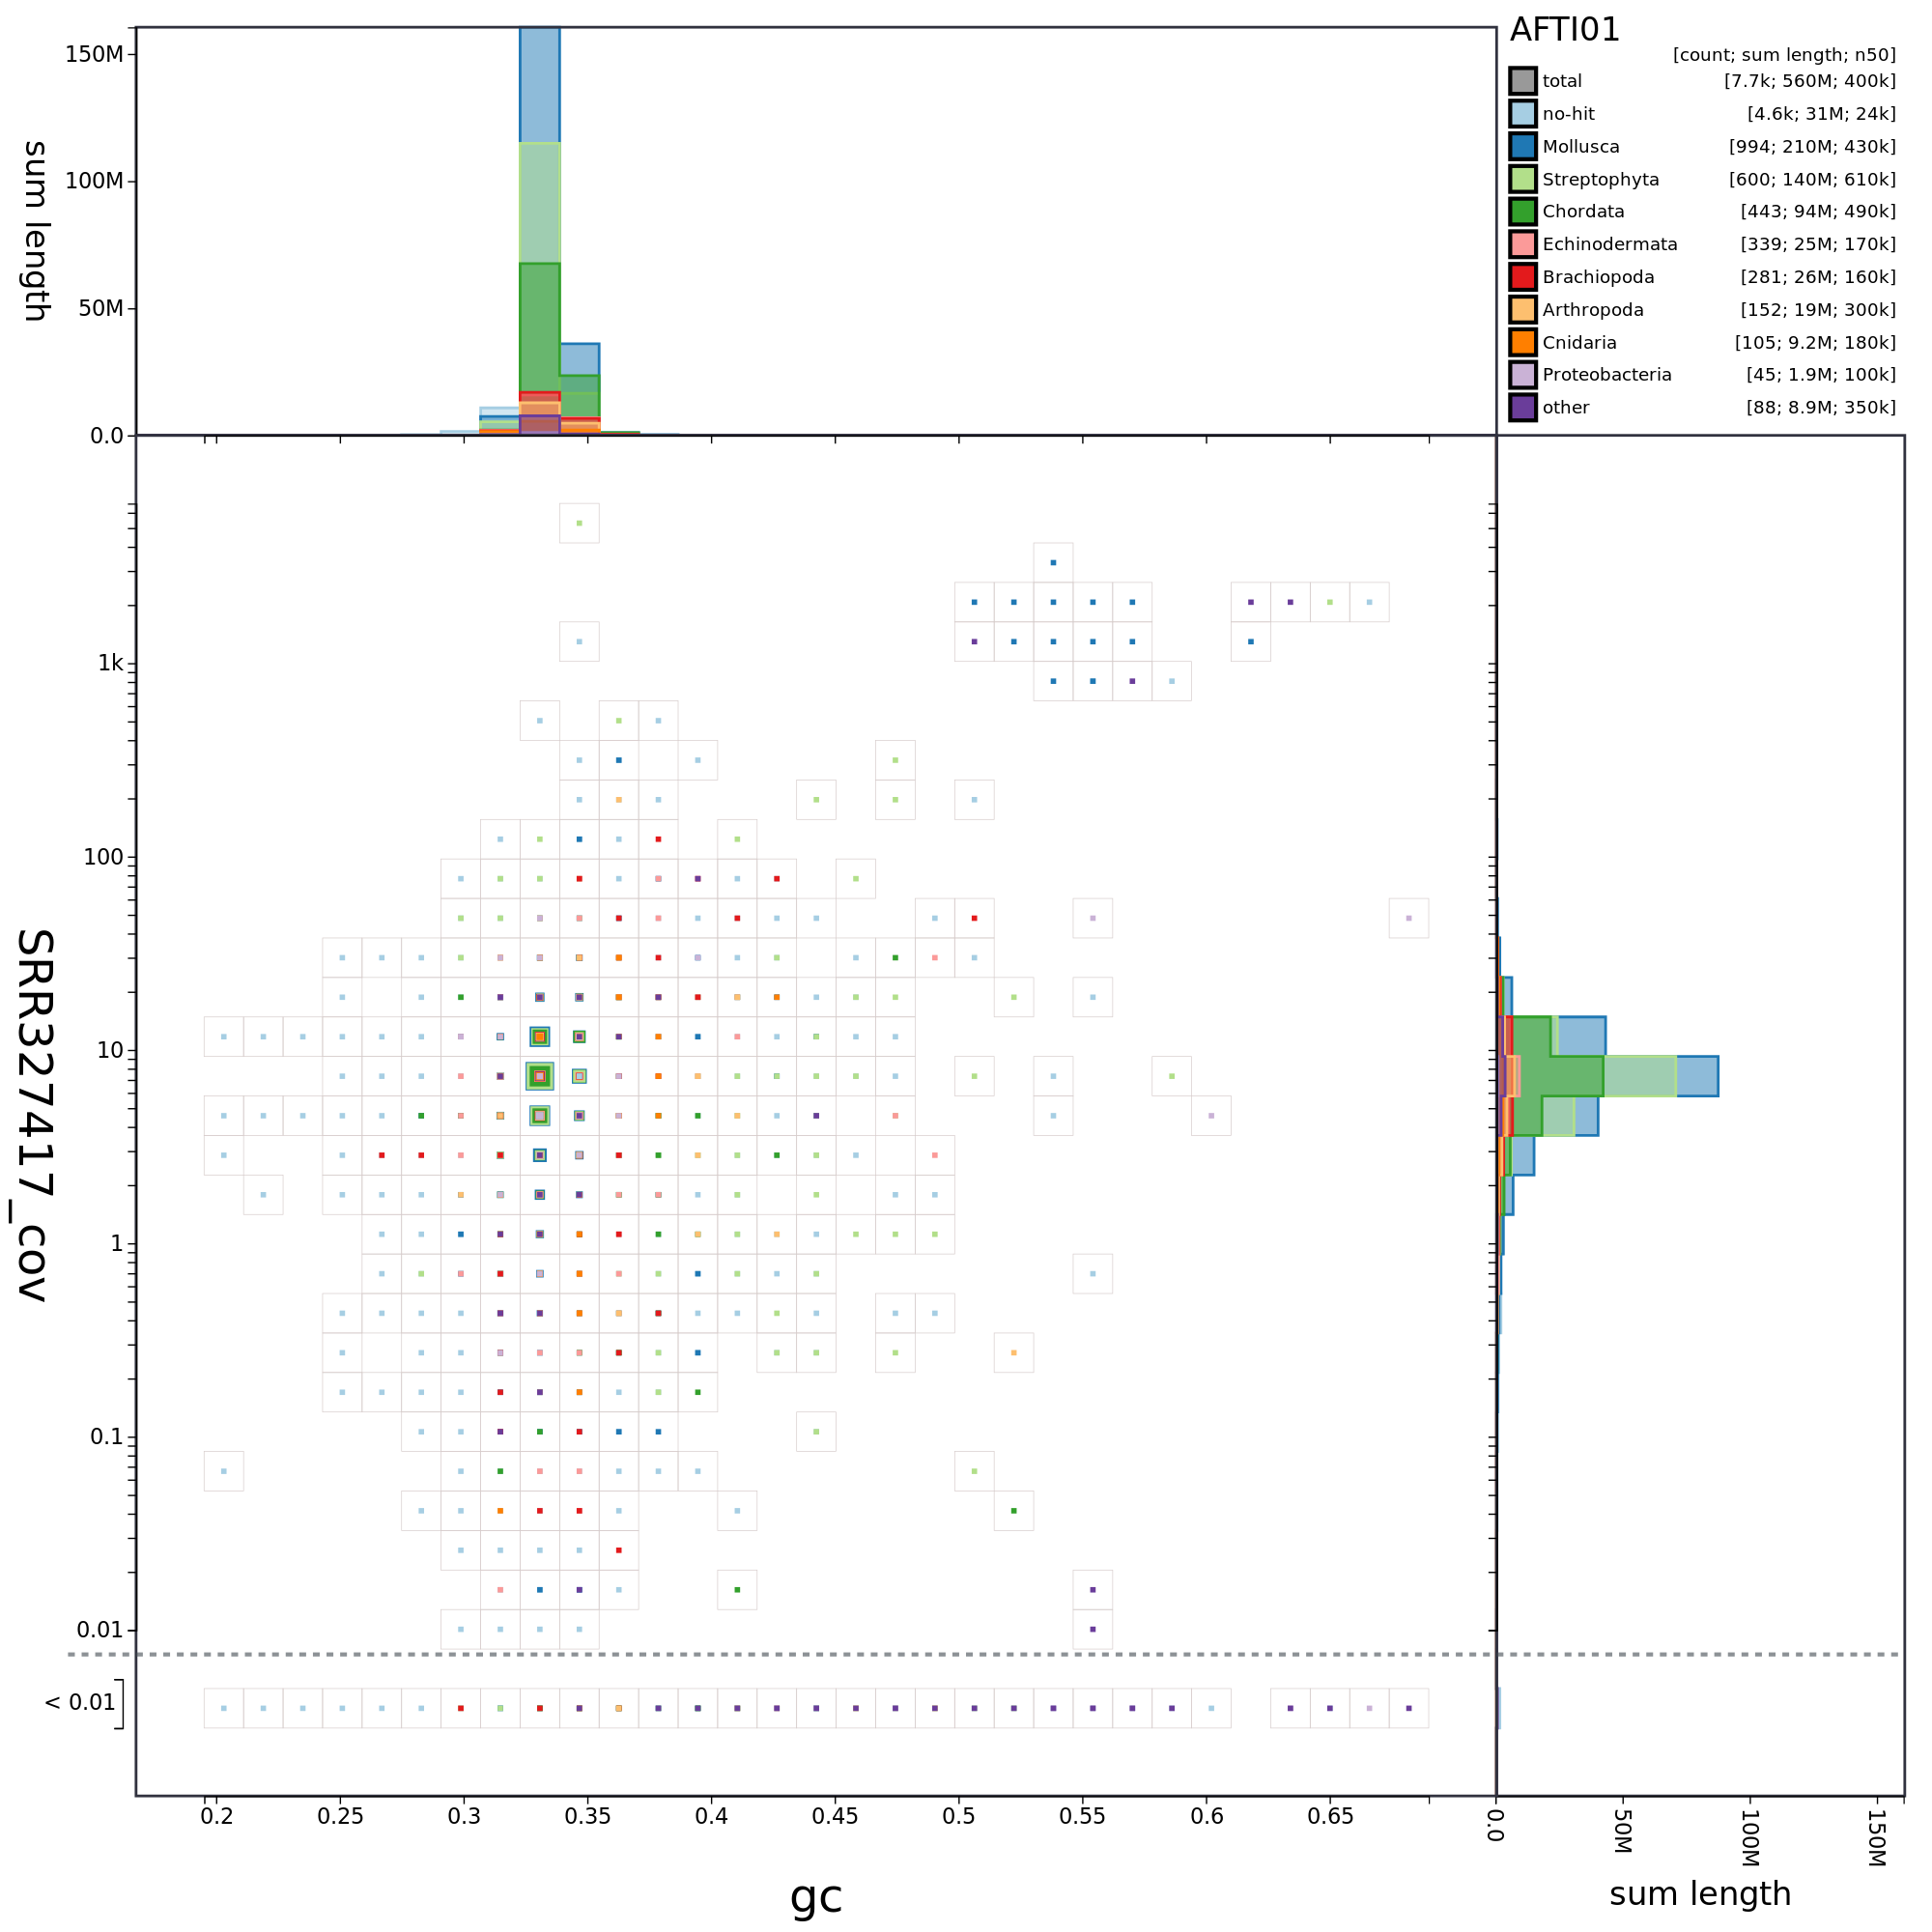 AFTI01
[count; sum length; n50]
total [7.7k; 560M; 400k]
no-hit [4.6k; 31M; 24k]
Mollusca [994; 210M; 430k]
Streptophyta [600; 140M; 610k]
Chordata [443; 94M; 490k]
Echinodermata [339; 25M; 170k]
Brachiopoda [281; 26M; 160k]
Arthropoda [152; 19M; 300k]
Cnidaria [105; 9.2M; 180k]
Proteobacteria [45; 1.9M; 100k]
other [88; 8.9M; 350k]
sum length
150M
100M
50M
0.0
SRR327417_cov
1k
100
10
1
0.1
0.01
< 0.01
0.2 0.25 0.3 0.35 0.4 0.45 0.5 0.55 0.6 0.65
gc
0.0 50M 100M 150M
sum length